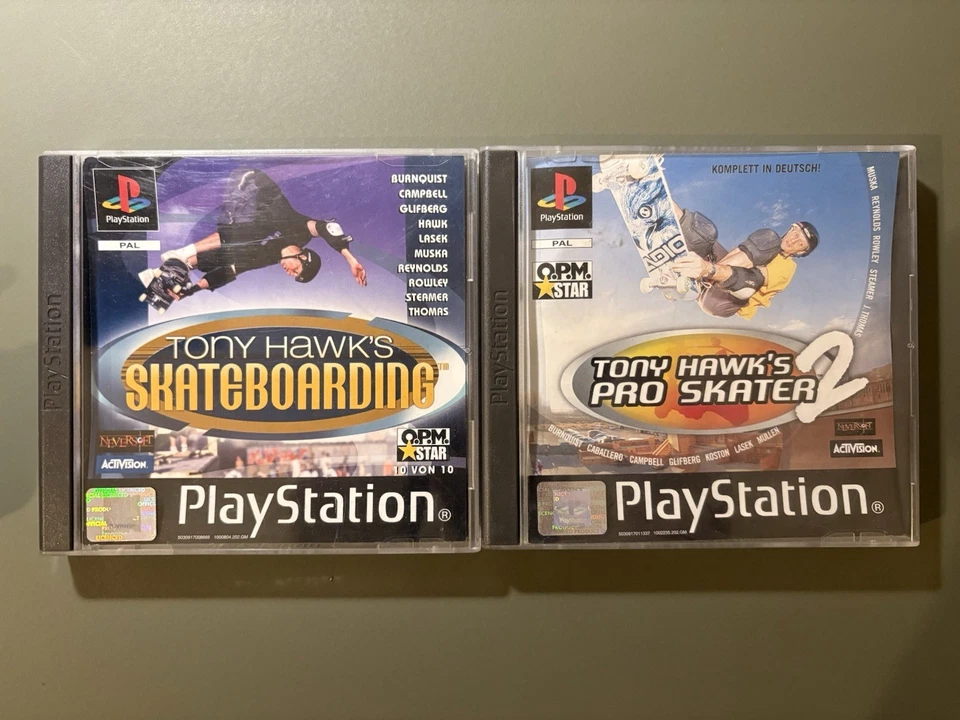 PlayStation
PlayStation
PAL
BURNQUIST
CAMPBELL
GLIFBERG
HAWK
LASEK
MUSKA
REYNOLDS
ROWLEY
STEAMER
THOMAS
TONY HAWK'S
SKATEBOARDING™
NEVERSOFT
ACTIVISION.
O.P.M.
STAR
10 VON 10
PlayStation®
PlayStation
PlayStation
PAL
O.P.M.
STAR
KOMPLETT IN DEUTSCH!
MUSKA REYNOLDS ROWLEY STEAMER J.THOMAS
TONY HAWK'S
PRO SKATER 2
BURNQUIST CABALLERO CAMPBELL GLIFBERG KOSTON LASEK MULLEN
NEVERSOFT
ACTIVISION.
PlayStation®